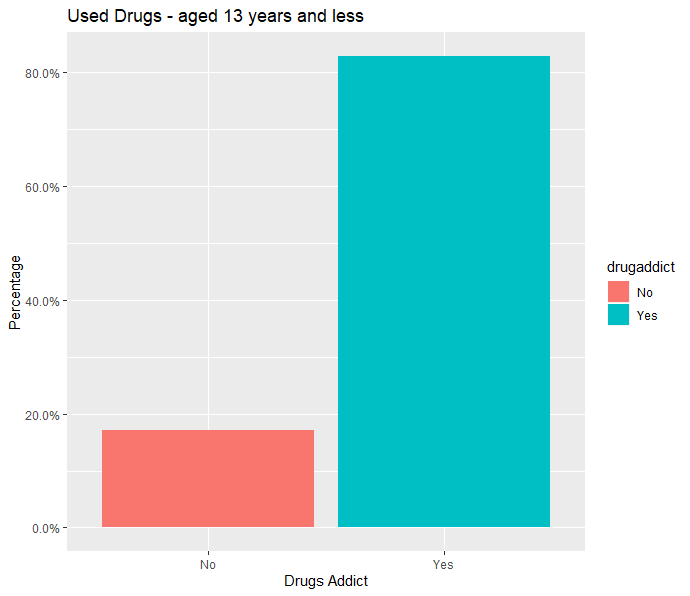 Used Drugs - aged 13 years and less
80.0%
60.0%
40.0%
20.0%
0.0%
Percentage
No
Yes
Drugs Addict
drugaddict
No
Yes